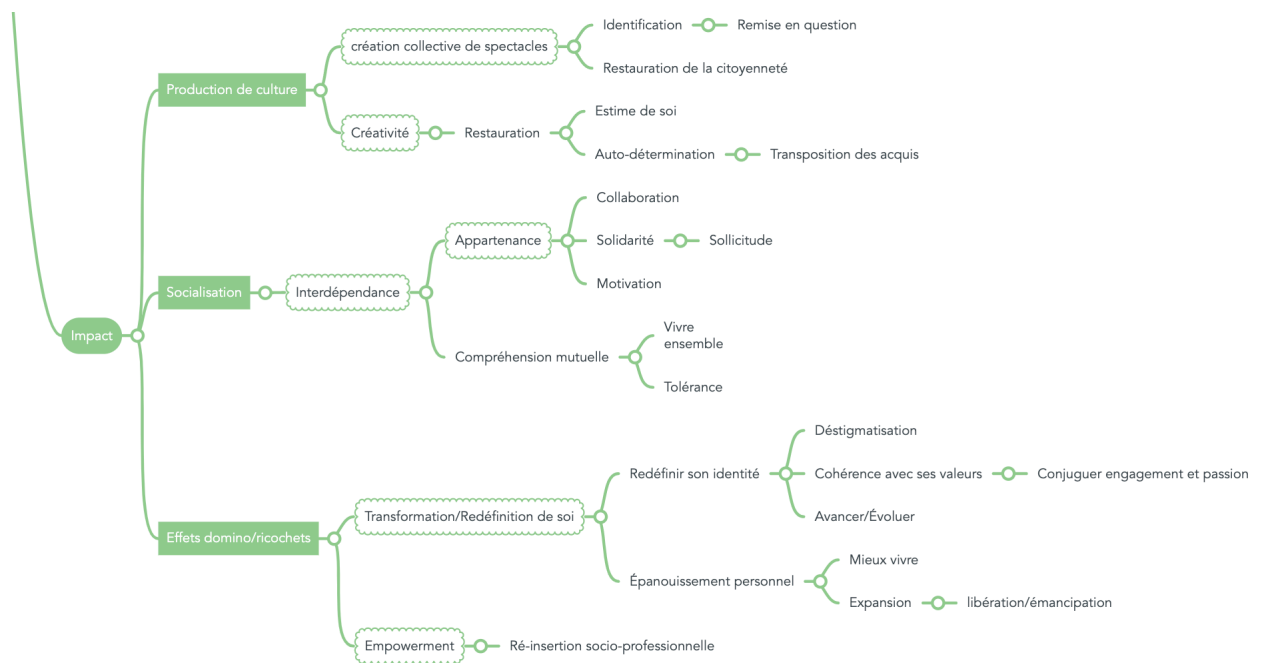 Identification
Remise en question
création collective de spectacles
Restauration de la citoyenneté
Production de culture
Estime de soi
Créativité
Restauration
Auto-détermination
Transposition des acquis
Collaboration
Appartenance
Solidarité
Sollicitude
Motivation
Socialisation
Interdépendance
Vivre
ensemble
Compréhension mutuelle
Tolérance
Impact
Déstigmatisation
Redéfinir son identité
Cohérence avec ses valeurs
Conjuguer engagement et passion
Avancer/Évoluer
Transformation/Redéfinition de soi
Effets domino/ricochets
Mieux vivre
Épanouissement personnel
Expansion
libération/émancipation
Empowerment
Ré-insertion socio-professionnelle